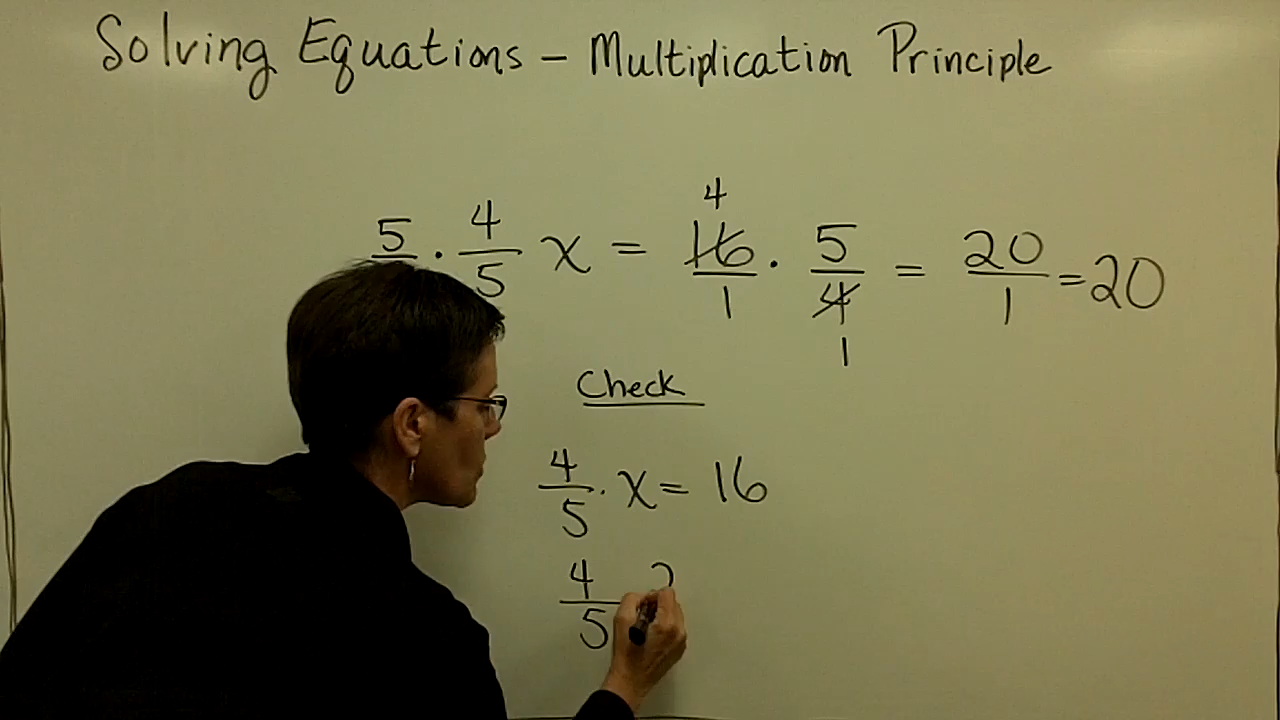 Solving Equations – Multiplication Principle
5/ · 4/5 x = 16/1 · 5/4 = 20/1 = 20
4
1
Check
4/5 · x = 16
4/5